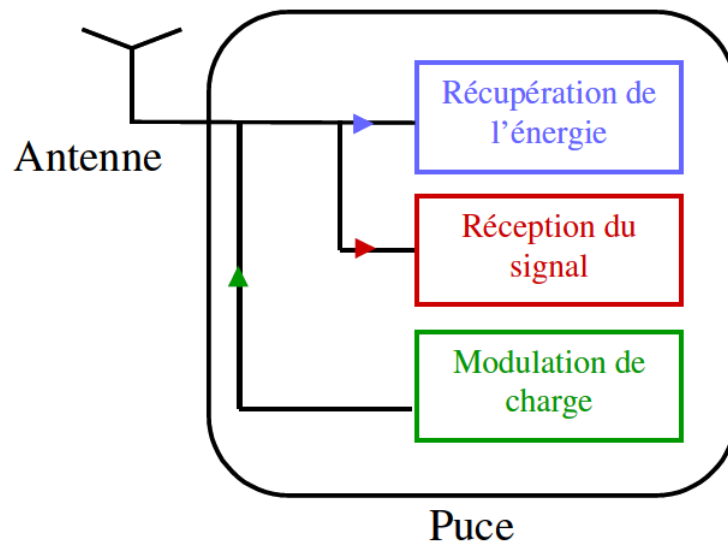 Récupération de
l’énergie
Antenne
Réception du
signal
Modulation de
charge
Puce